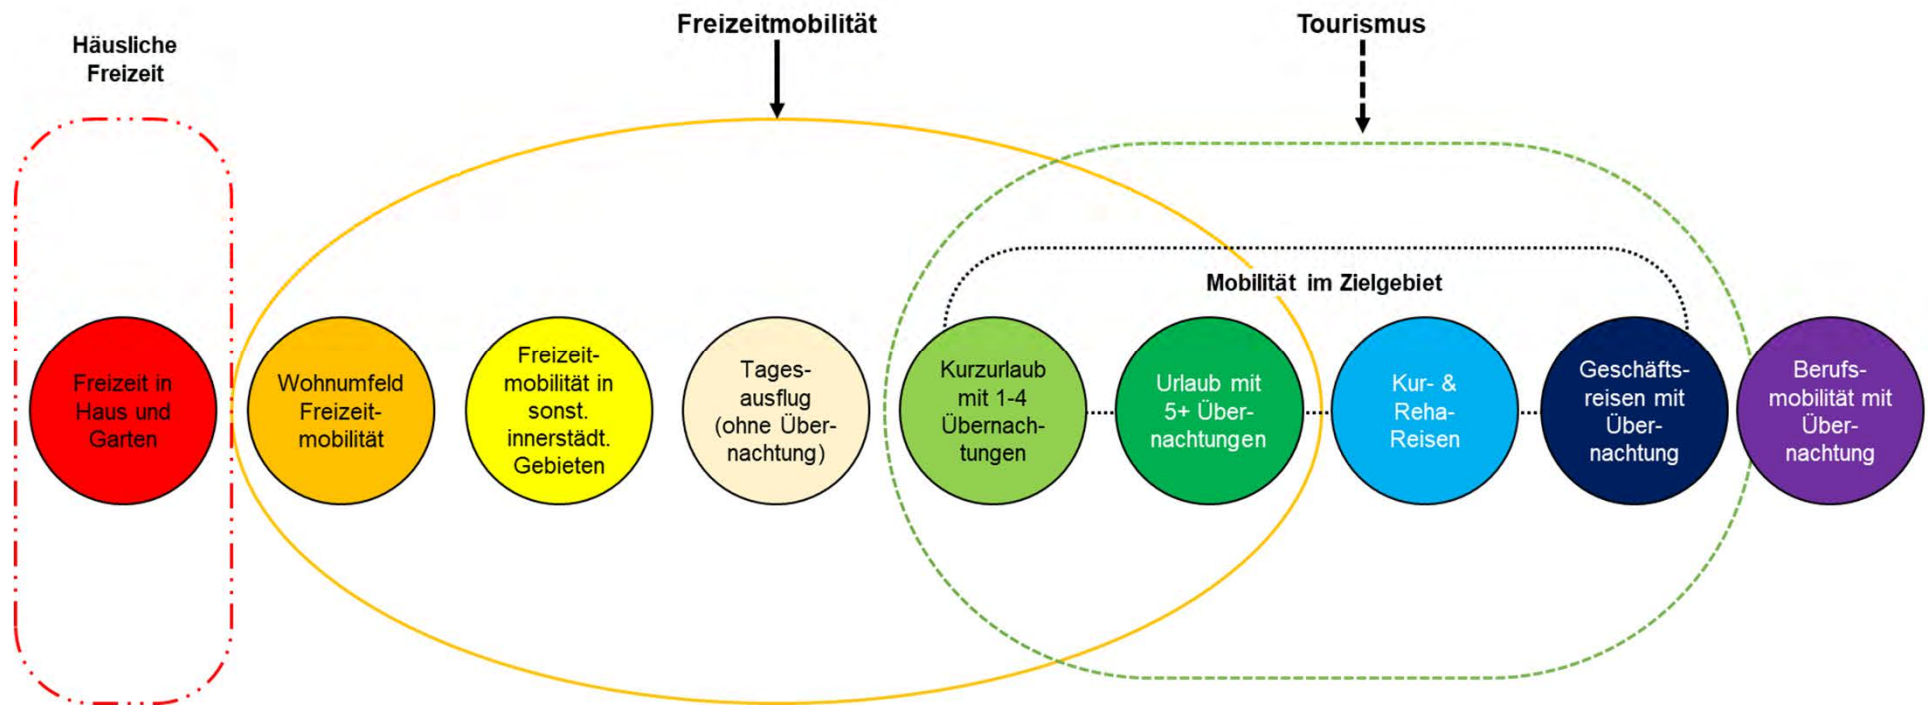 Häusliche
Freizeit
Freizeitmobilität
Tourismus
Mobilität im Zielgebiet
Freizeit in
Haus und
Garten
Wohnumfeld
Freizeit-
mobilität
Freizeit-
mobilität in
sonst.
innerstädt.
Gebieten
Tages-
ausflug
(ohne Über-
nachtung)
Kurzurlaub
mit 1-4
Übernach-
tungen
Urlaub mit
5+ Über-
nachtungen
Kur- &
Reha-
Reisen
Geschäfts-
reisen mit
Über-
nachtung
Berufs-
mobilität mit
Über-
nachtung